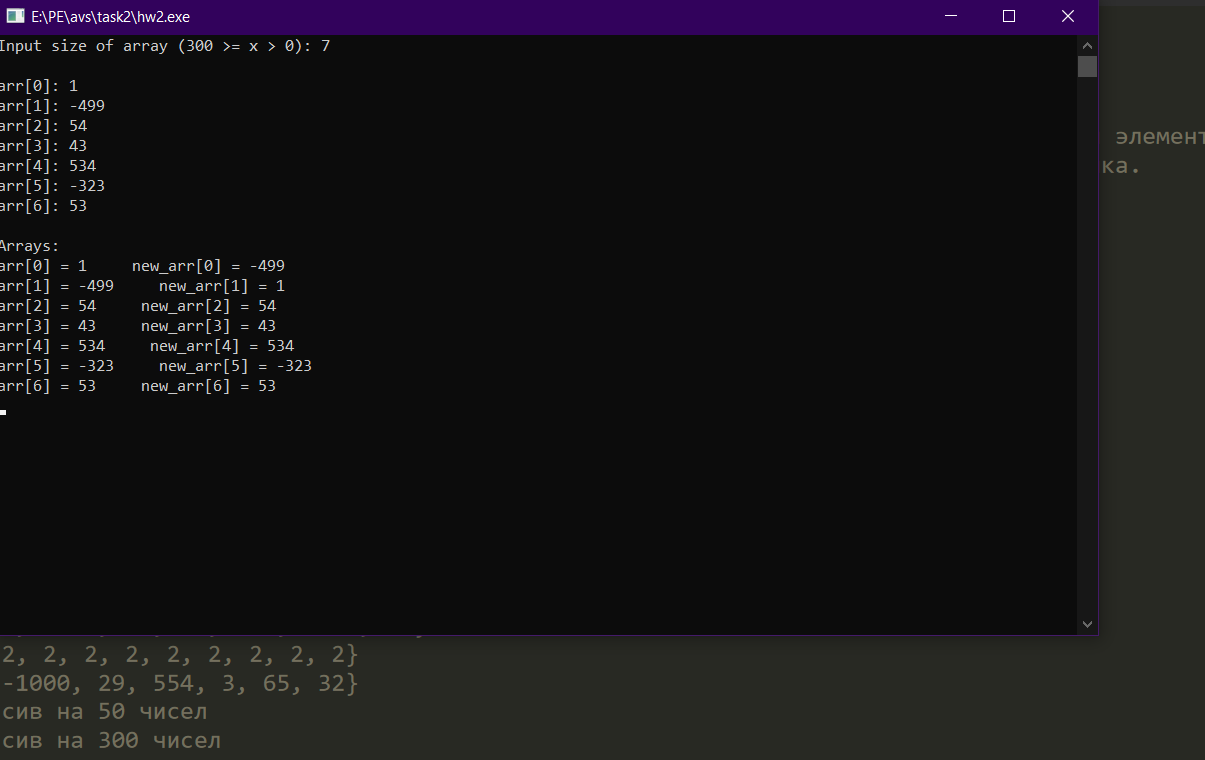 E:\PE\avs\task2\hw2.exe
Input size of array (300 >= x > 0): 7
arr[0]: 1
arr[1]: -499
arr[2]: 54
arr[3]: 43
arr[4]: 534
arr[5]: -323
arr[6]: 53
Arrays:
arr[0] = 1     new_arr[0] = -499
arr[1] = -499     new_arr[1] = 1
arr[2] = 54     new_arr[2] = 54
arr[3] = 43     new_arr[3] = 43
arr[4] = 534     new_arr[4] = 534
arr[5] = -323     new_arr[5] = -323
arr[6] = 53     new_arr[6] = 53
элемент
ка.
2, 2, 2, 2, 2, 2, 2, 2, 2}
-1000, 29, 554, 3, 65, 32}
сив на 50 чисел
сив на 300 чисел